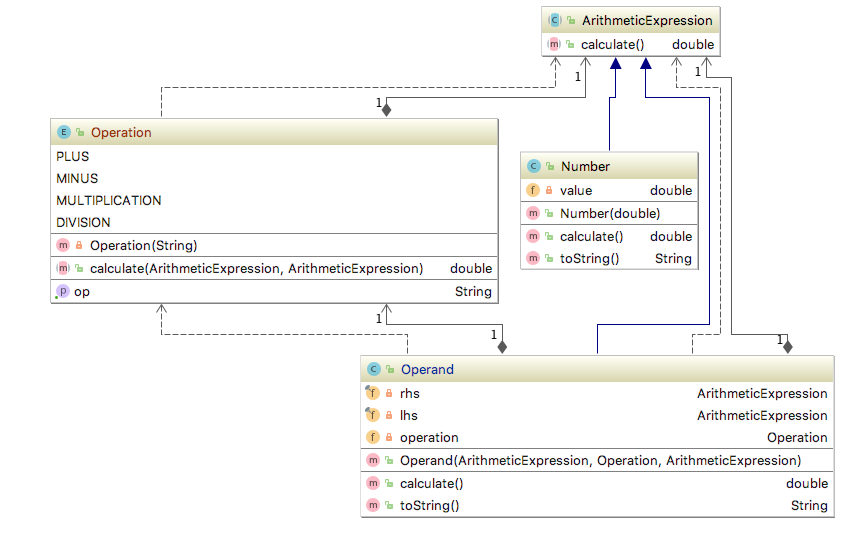 C ArithmeticExpression
m calculate() double
1 1
1
E Operation
PLUS
MINUS
MULTIPLICATION
DIVISION
m Operation(String)
m calculate(ArithmeticExpression, ArithmeticExpression) double
p op String
C Number
f value double
m Number(double)
m calculate() double
m toString() String
1
1 1
C Operand
f rhs ArithmeticExpression
f lhs ArithmeticExpression
f operation Operation
m Operand(ArithmeticExpression, Operation, ArithmeticExpression)
m calculate() double
m toString() String